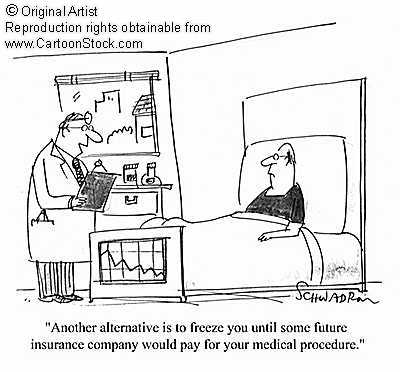 © Original Artist
Reproduction rights obtainable from
www.CartoonStock.com
SCHWADRON
"Another alternative is to freeze you until some future
insurance company would pay for your medical procedure."